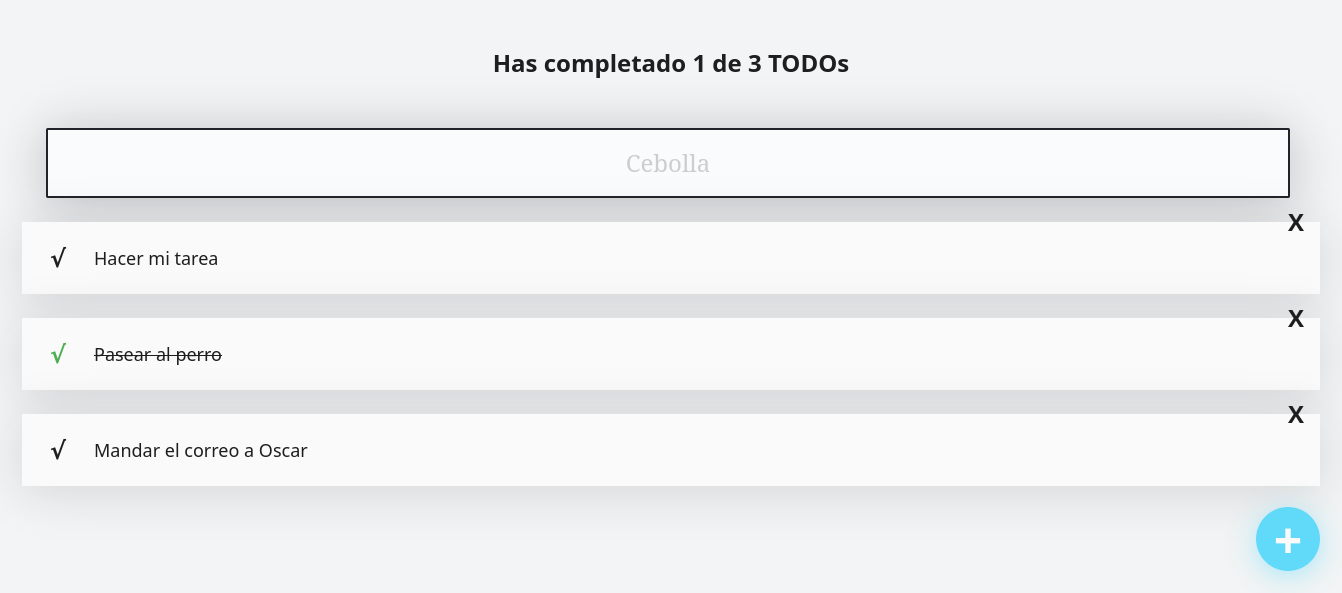 Has completado 1 de 3 TODOs
Cebolla
X
√ Hacer mi tarea
X
√ Pasear al perro
X
√ Mandar el correo a Oscar
+